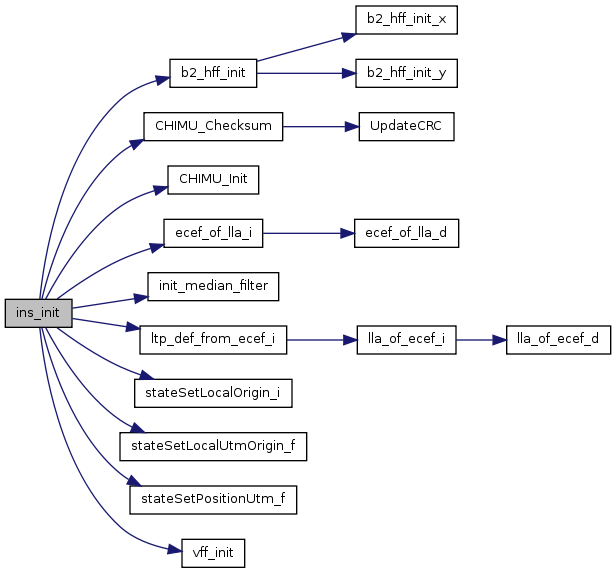 b2_hff_init_x
b2_hff_init
b2_hff_init_y
CHIMU_Checksum
UpdateCRC
CHIMU_Init
ecef_of_lla_i
ecef_of_lla_d
init_median_filter
ins_init
ltp_def_from_ecef_i
lla_of_ecef_i
lla_of_ecef_d
stateSetLocalOrigin_i
stateSetLocalUtmOrigin_f
stateSetPositionUtm_f
vff_init